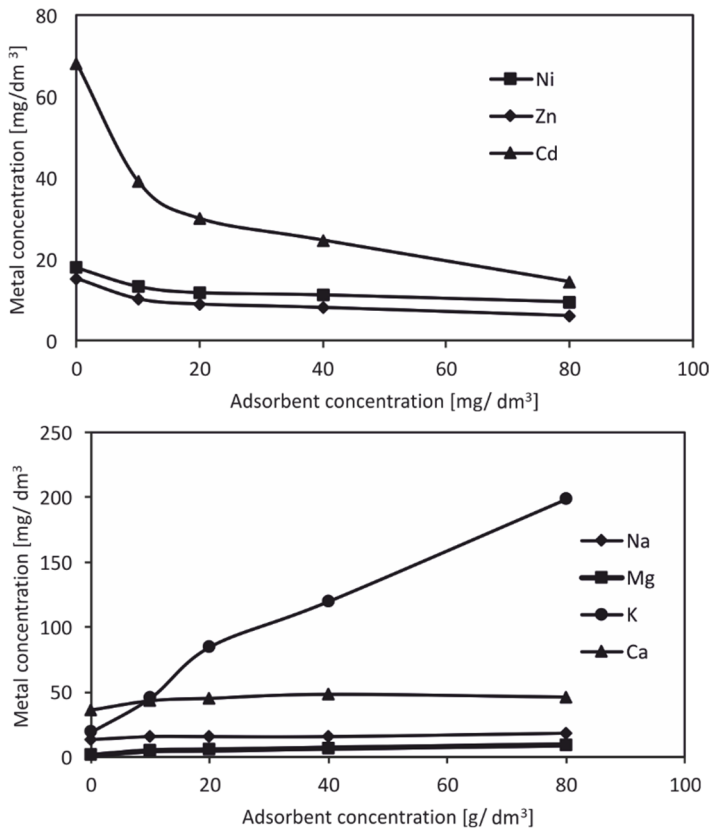 Metal concentration [mg/dm ³]
80
60
40
20
0
Ni
Zn
Cd
0 20 40 60 80 100
Adsorbent concentration [mg/ dm³]
Metal concentration [mg/ dm³
250
200
150
100
50
0
Na
Mg
K
Ca
0 20 40 60 80 100
Adsorbent concentration [g/ dm³]